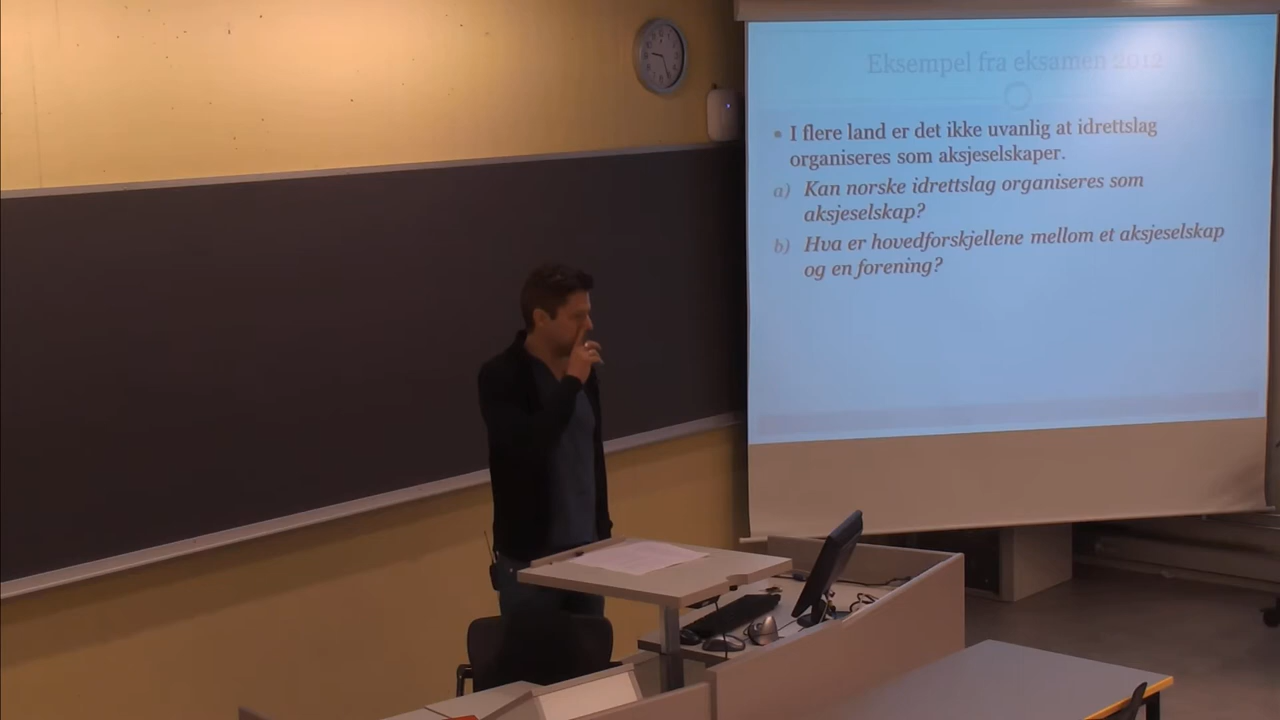 Eksempel fra eksamen 2012
• I flere land er det ikke uvanlig at idrettslag
organiseres som aksjeselskaper.
a) Kan norske idrettslag organiseres som
aksjeselskap?
b) Hva er hovedforskjellene mellom et aksjeselskap
og en forening?